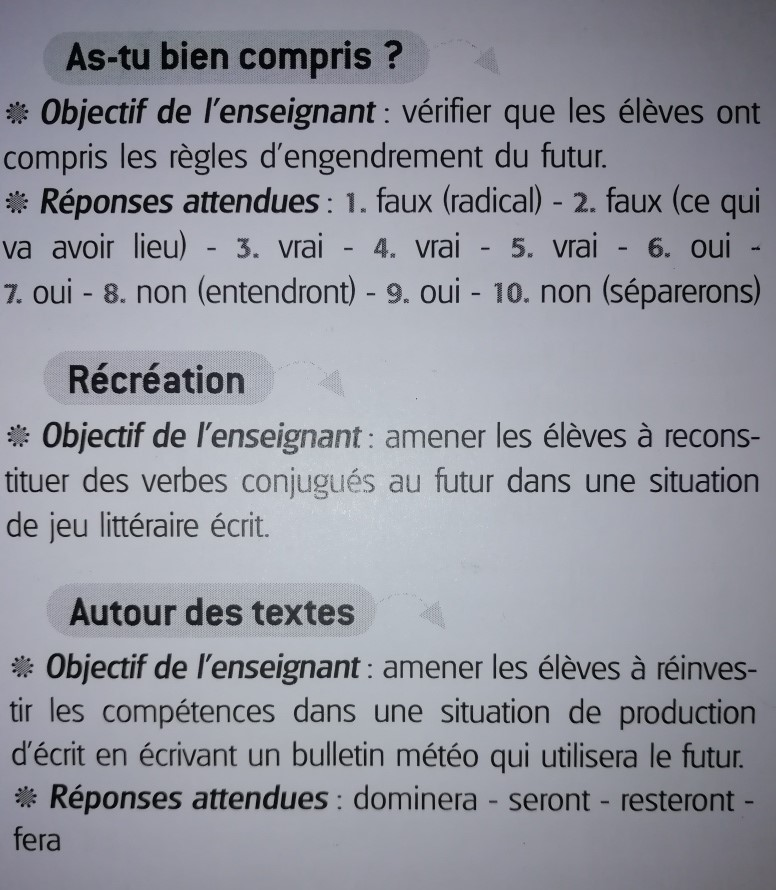 As-tu bien compris ?
Objectif de l'enseignant : vérifier que les élèves ont
compris les règles d'engendrement du futur.
Réponses attendues : 1. faux (radical) - 2. faux (ce qui
va avoir lieu) - 3. vrai - 4. vrai - 5. vrai - 6. oui -
7. oui - 8. non (entendront) - 9. oui - 10. non (séparerons)
Récréation
Objectif de l'enseignant : amener les élèves à recons-
tituer des verbes conjugués au futur dans une situation
de jeu littéraire écrit.
Autour des textes
Objectif de l'enseignant : amener les élèves à réinves-
tir les compétences dans une situation de production
d'écrit en écrivant un bulletin météo qui utilisera le futur.
Réponses attendues : dominera - seront - resteront -
fera